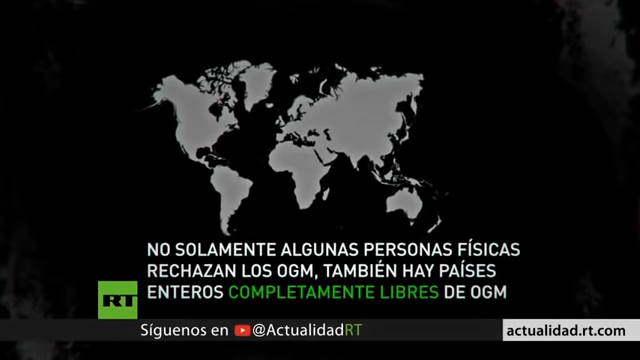 NO SOLAMENTE ALGUNAS PERSONAS FÍSICAS
RECHAZAN LOS OGM, TAMBIÉN HAY PAÍSES
ENTEROS COMPLETAMENTE LIBRES DE OGM
RT
Síguenos en @ActualidadRT
actualidad.rt.com